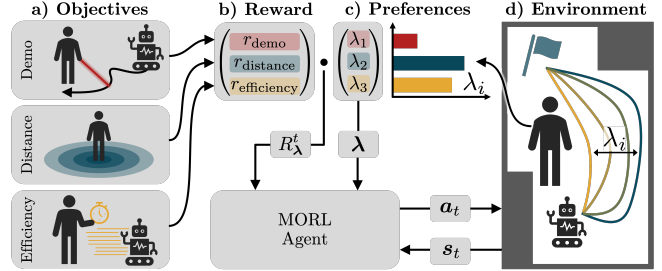 a) Objectives
b) Reward
c) Preferences
d) Environment
Demo
Distance
Efficiency
r_demo
r_distance
r_efficiency
λ_1
λ_2
λ_3
λ_i
λ_i
R^t_λ
λ
MORL
Agent
a_t
s_t